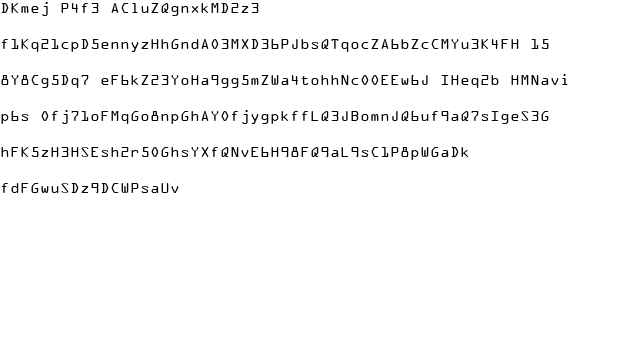 DKmej P4f3 AC1uZQgnxkMD2z3
f1Kq21cpD5ennyzHhGndA03MXD36PJbsQTqocZA6bZcCMYu3K4FH 15
8Y8Cg5Dq7 eF6kZ23YoHa9gg5mZWa4tohhNc00EEw6J IHeq2b HMNavi
p6s 0fj71oFMqGo8npGhAY0fjygpkffLQ3JBomnJQ6uf9aQ7sIgeS3G
hFK5zH3HSEsh2r50GhsYXfQNvE6H98FQ9aL9sC1P8pWGaDk
fdFGwuSDz9DCWPsaUv